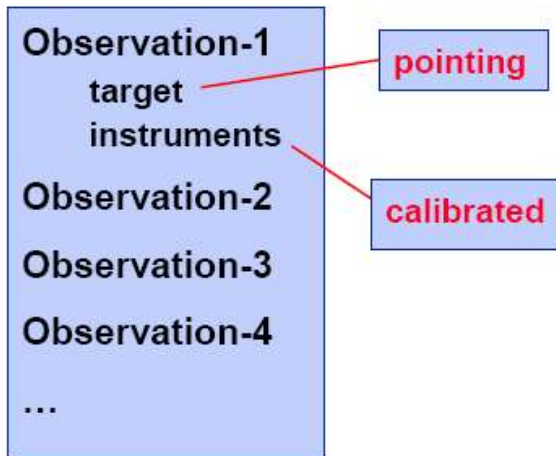 Observation-1
target
instruments
Observation-2
Observation-3
Observation-4
...
pointing
calibrated